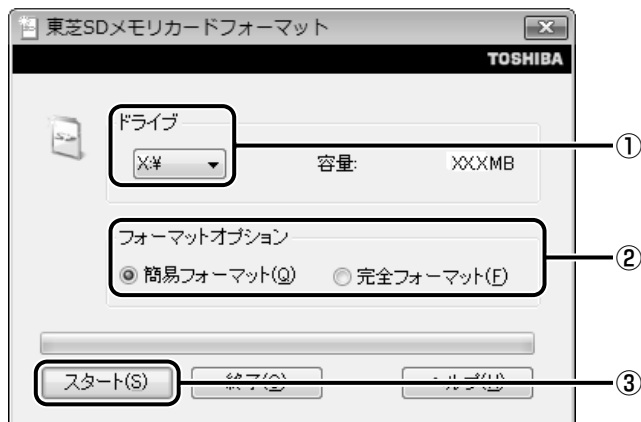 東芝SDメモリカードフォーマット
TOSHIBA
ドライブ
①
X:¥
容量:
XXXMB
フォーマットオプション
②
簡易フォーマット(Q)
完全フォーマット(F)
スタート(S)
③